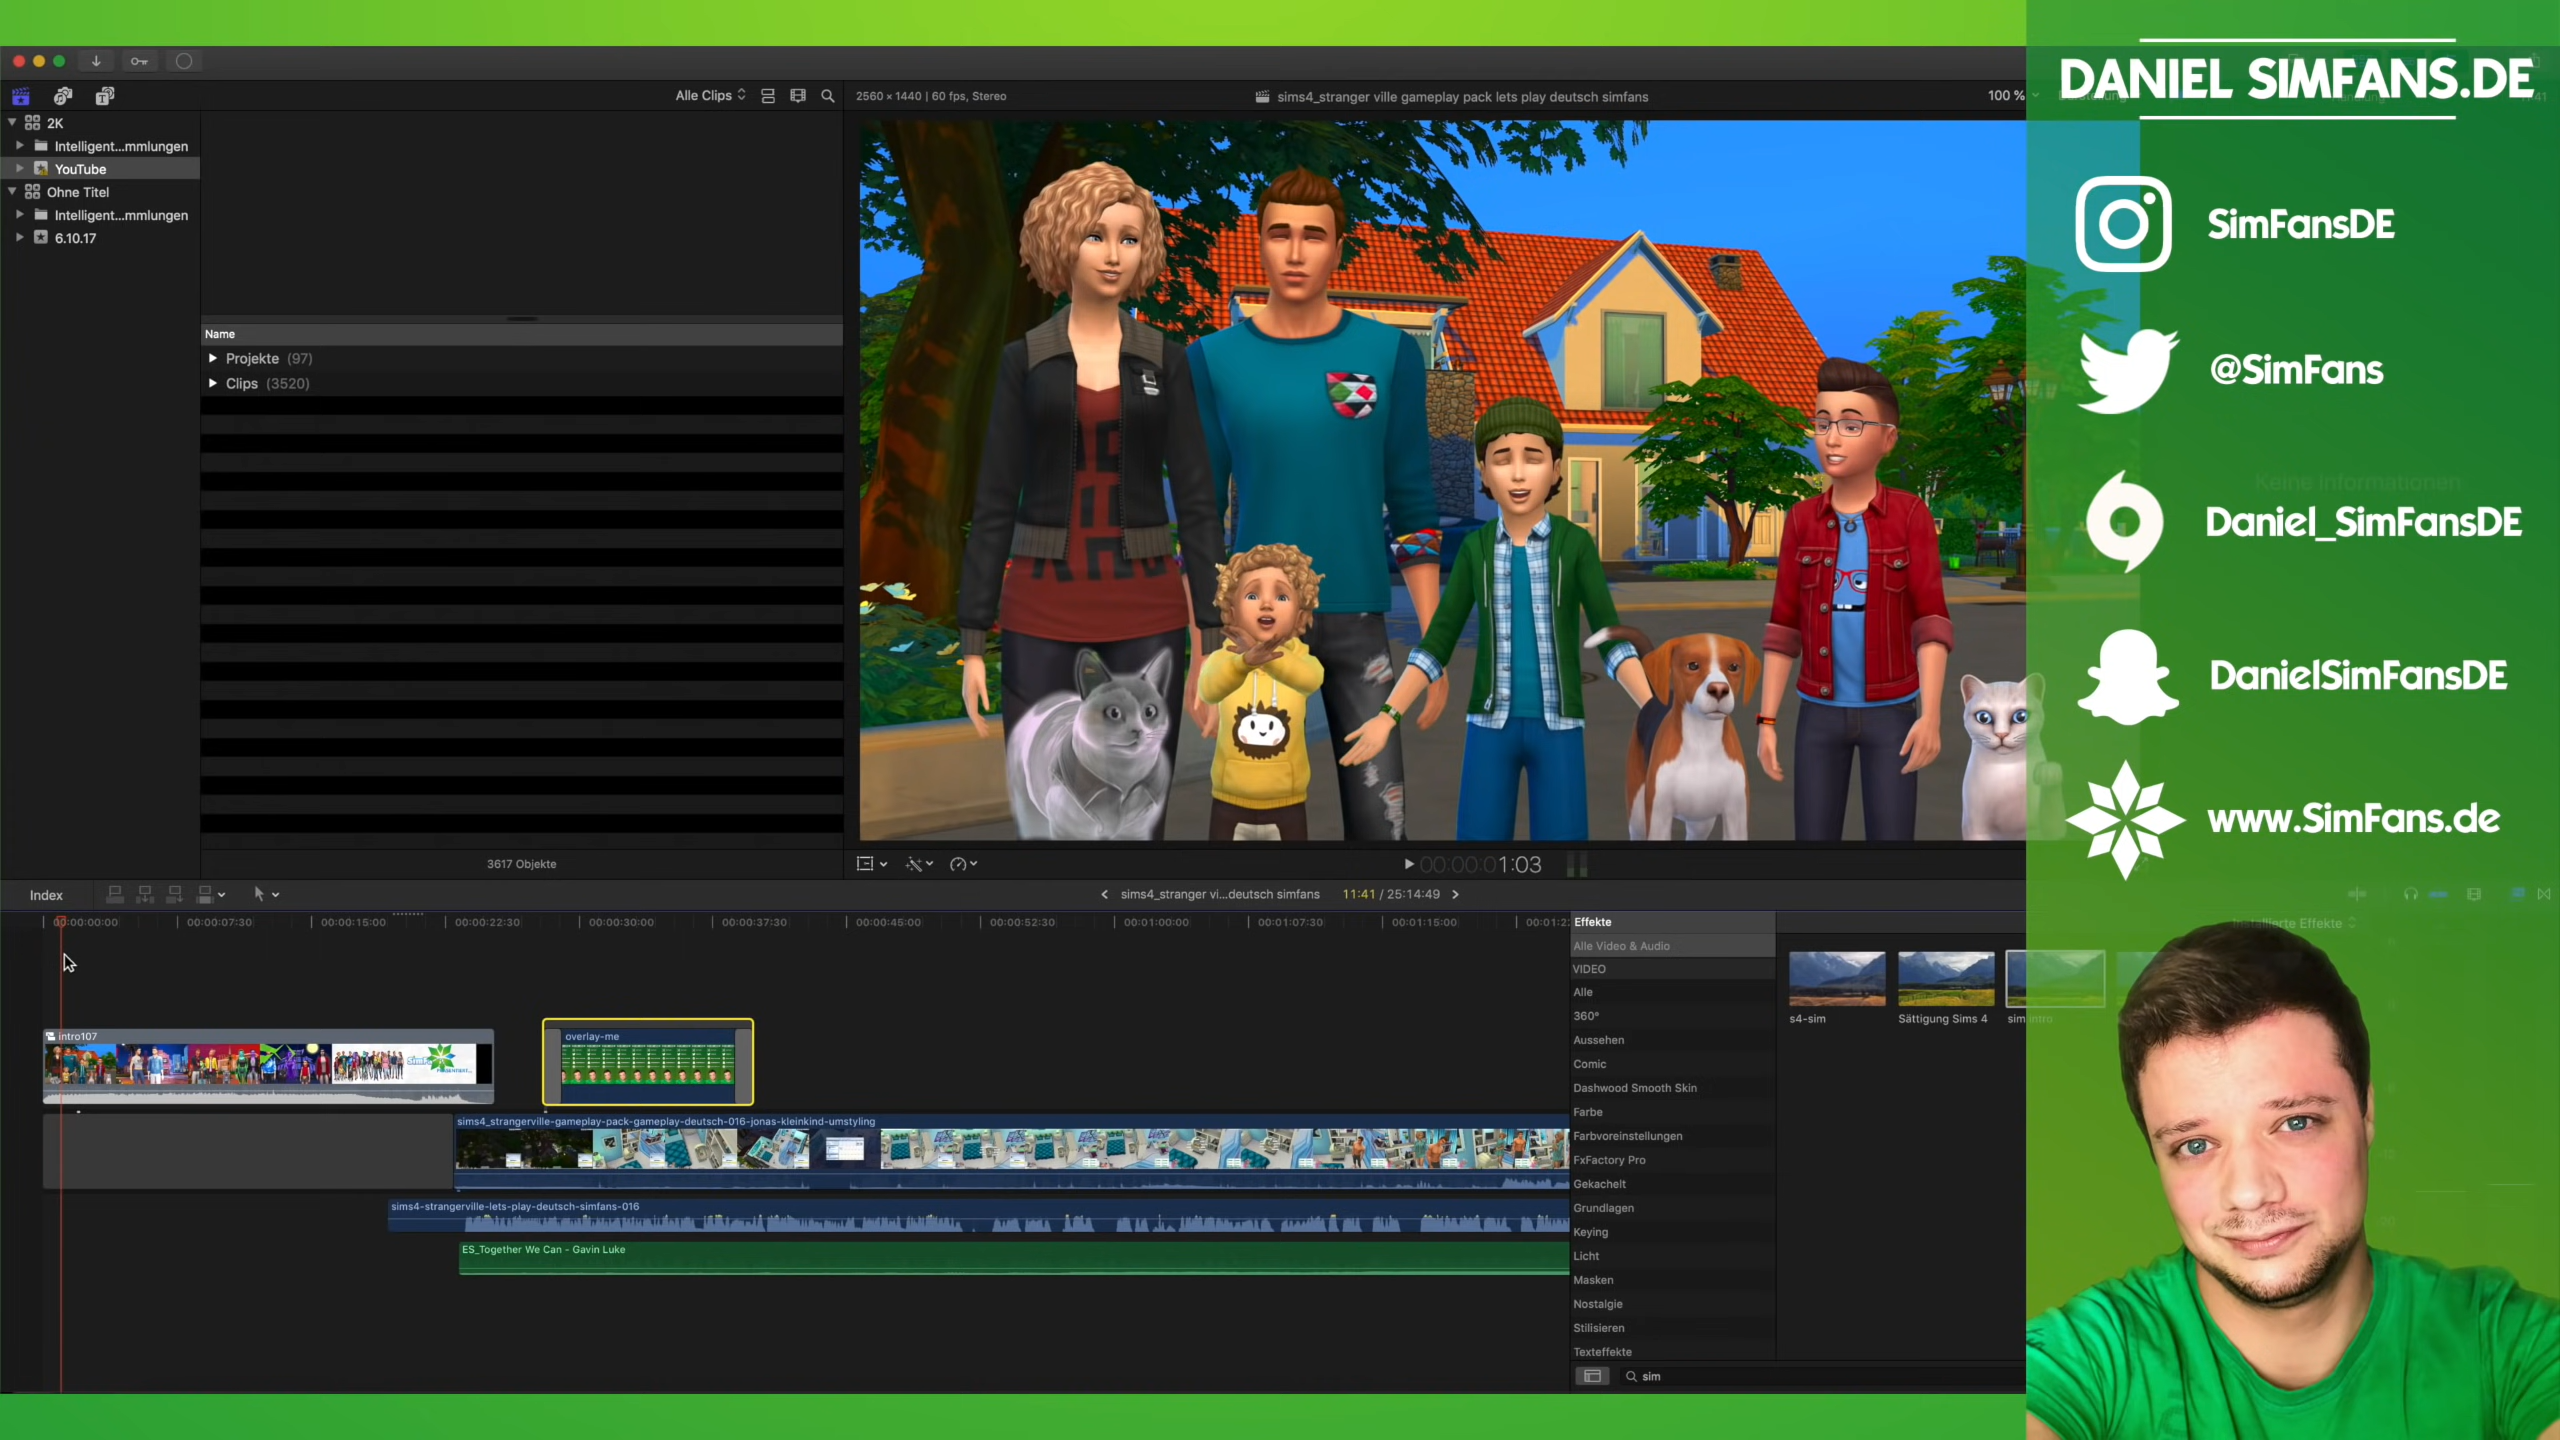 DANIEL SIMFANS.DE
SimFansDE
@SimFans
Daniel_SimFansDE
DanielSimFansDE
www.SimFans.de
Alle Clips
2560 × 1440 | 60 fps, Stereo
sims4_stranger ville gameplay pack lets play deutsch simfans
100 %
2K
Intelligent...mmlungen
YouTube
Ohne Titel
Intelligent...mmlungen
6.10.17
Name
Projekte (97)
Clips (3520)
Keine Informationen
3617 Objekte
00:00:01:03
Index
sims4_stranger vi...deutsch simfans
11:41 / 25:14:49
00:00:00:00
00:00:07:30
00:00:15:00
00:00:22:30
00:00:30:00
00:00:37:30
00:00:45:00
00:00:52:30
00:01:00:00
00:01:07:30
00:01:15:00
00:01:2
intro107
overlay-me
sims4_strangerville-gameplay-pack-gameplay-deutsch-016-jonas-kleinkind-umstyling
sims4-strangerville-lets-play-deutsch-simfans-016
ES_Together We Can - Gavin Luke
Effekte
Installierte Effekte
Alle Video & Audio
VIDEO
Alle
360°
Aussehen
Comic
Dashwood Smooth Skin
Farbe
Farbvoreinstellungen
FxFactory Pro
Gekachelt
Grundlagen
Keying
Licht
Masken
Nostalgie
Stilisieren
Texteffekte
s4-sim
Sättigung Sims 4
simintro
sim